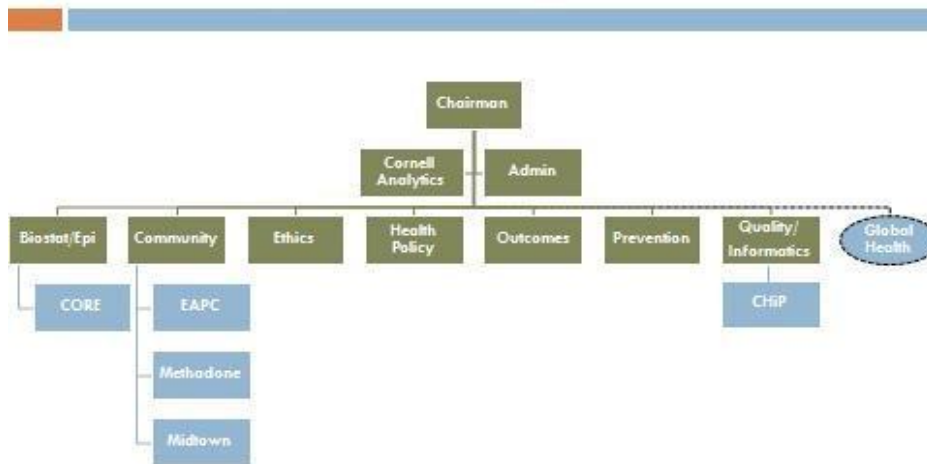 Chairman
Cornell
Analytics
Admin
Biostat/Epi
Community
Ethics
Health
Policy
Outcomes
Prevention
Quality/
Informatics
Global
Health
CORE
EAPC
CHiP
Methadone
Midtown